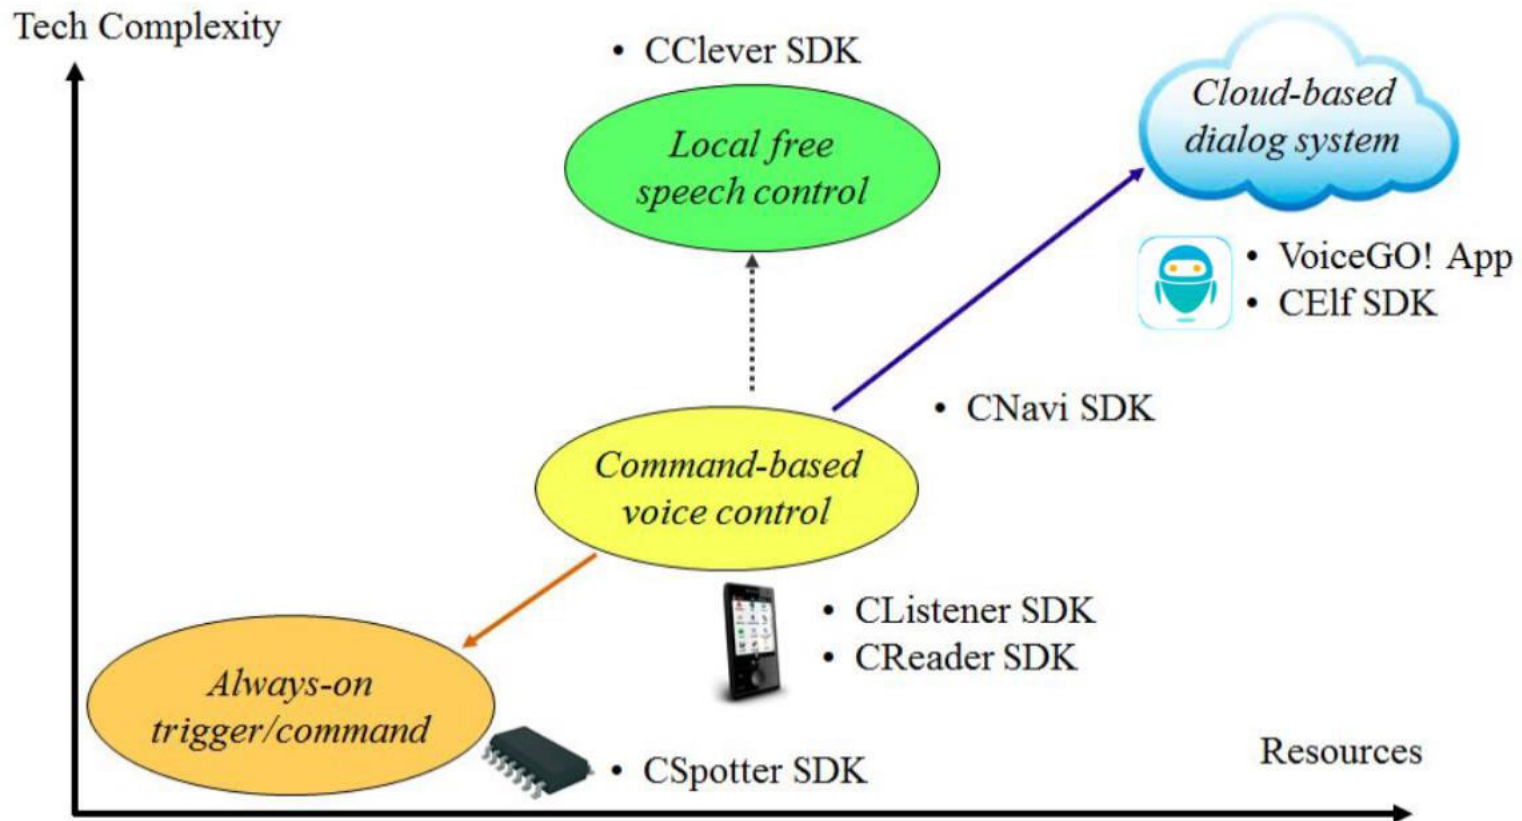 Tech Complexity
• CClever SDK
Local free
speech control
Cloud-based
dialog system
• VoiceGO! App
• CElf SDK
• CNavi SDK
Command-based
voice control
• CListener SDK
• CReader SDK
Always-on
trigger/command
• CSpotter SDK
Resources